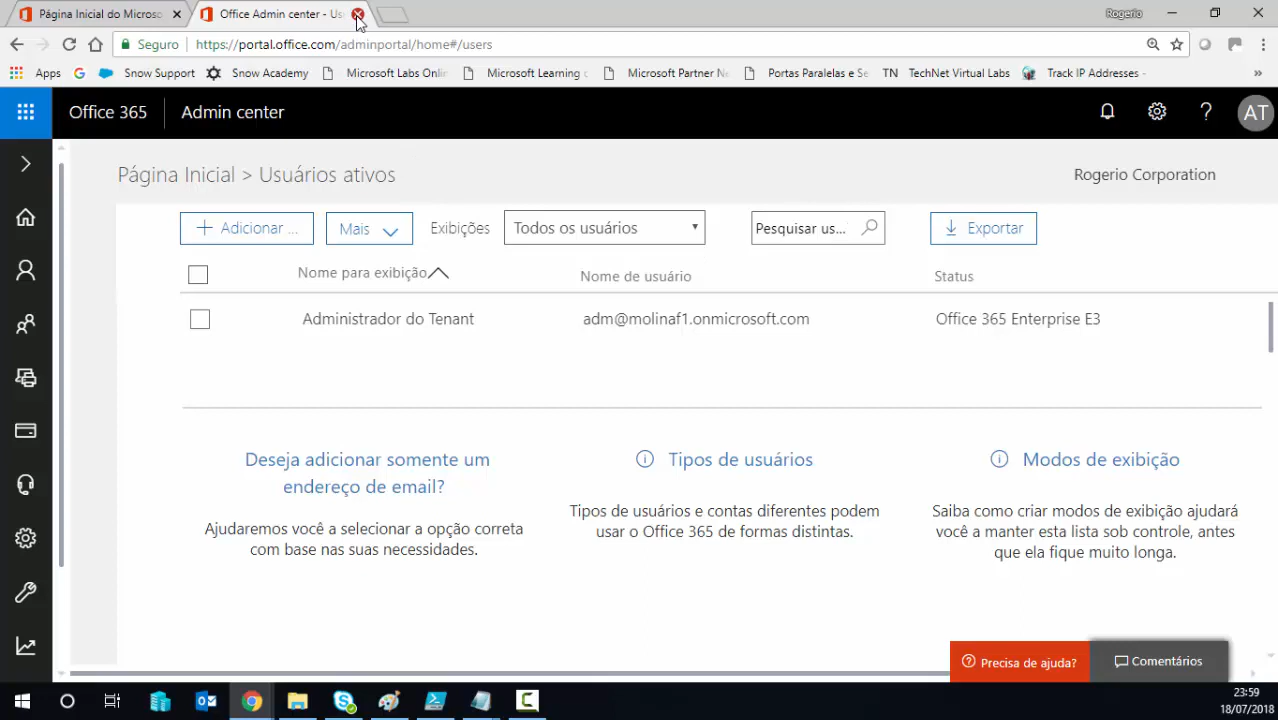 Página Inicial do Microso
Office Admin center - Us
Rogerio
Seguro
https://portal.office.com/adminportal/home#/users
Apps
Snow Support
Snow Academy
Microsoft Labs Onlin
Microsoft Learning c
Microsoft Partner Ne
Portas Paralelas e Se
TN TechNet Virtual Labs
Track IP Addresses -
»
Office 365
Admin center
?
AT
Página Inicial > Usuários ativos
Rogerio Corporation
+ Adicionar ...
Mais
Exibições
Todos os usuários
Pesquisar us...
Exportar
Nome para exibição
Nome de usuário
Status
Administrador do Tenant
adm@molinaf1.onmicrosoft.com
Office 365 Enterprise E3
Deseja adicionar somente um
endereço de email?
Ajudaremos você a selecionar a opção correta
com base nas suas necessidades.
Tipos de usuários
Tipos de usuários e contas diferentes podem
usar o Office 365 de formas distintas.
Modos de exibição
Saiba como criar modos de exibição ajudará
você a manter esta lista sob controle, antes
que ela fique muito longa.
Precisa de ajuda?
Comentários
23:59
18/07/2018